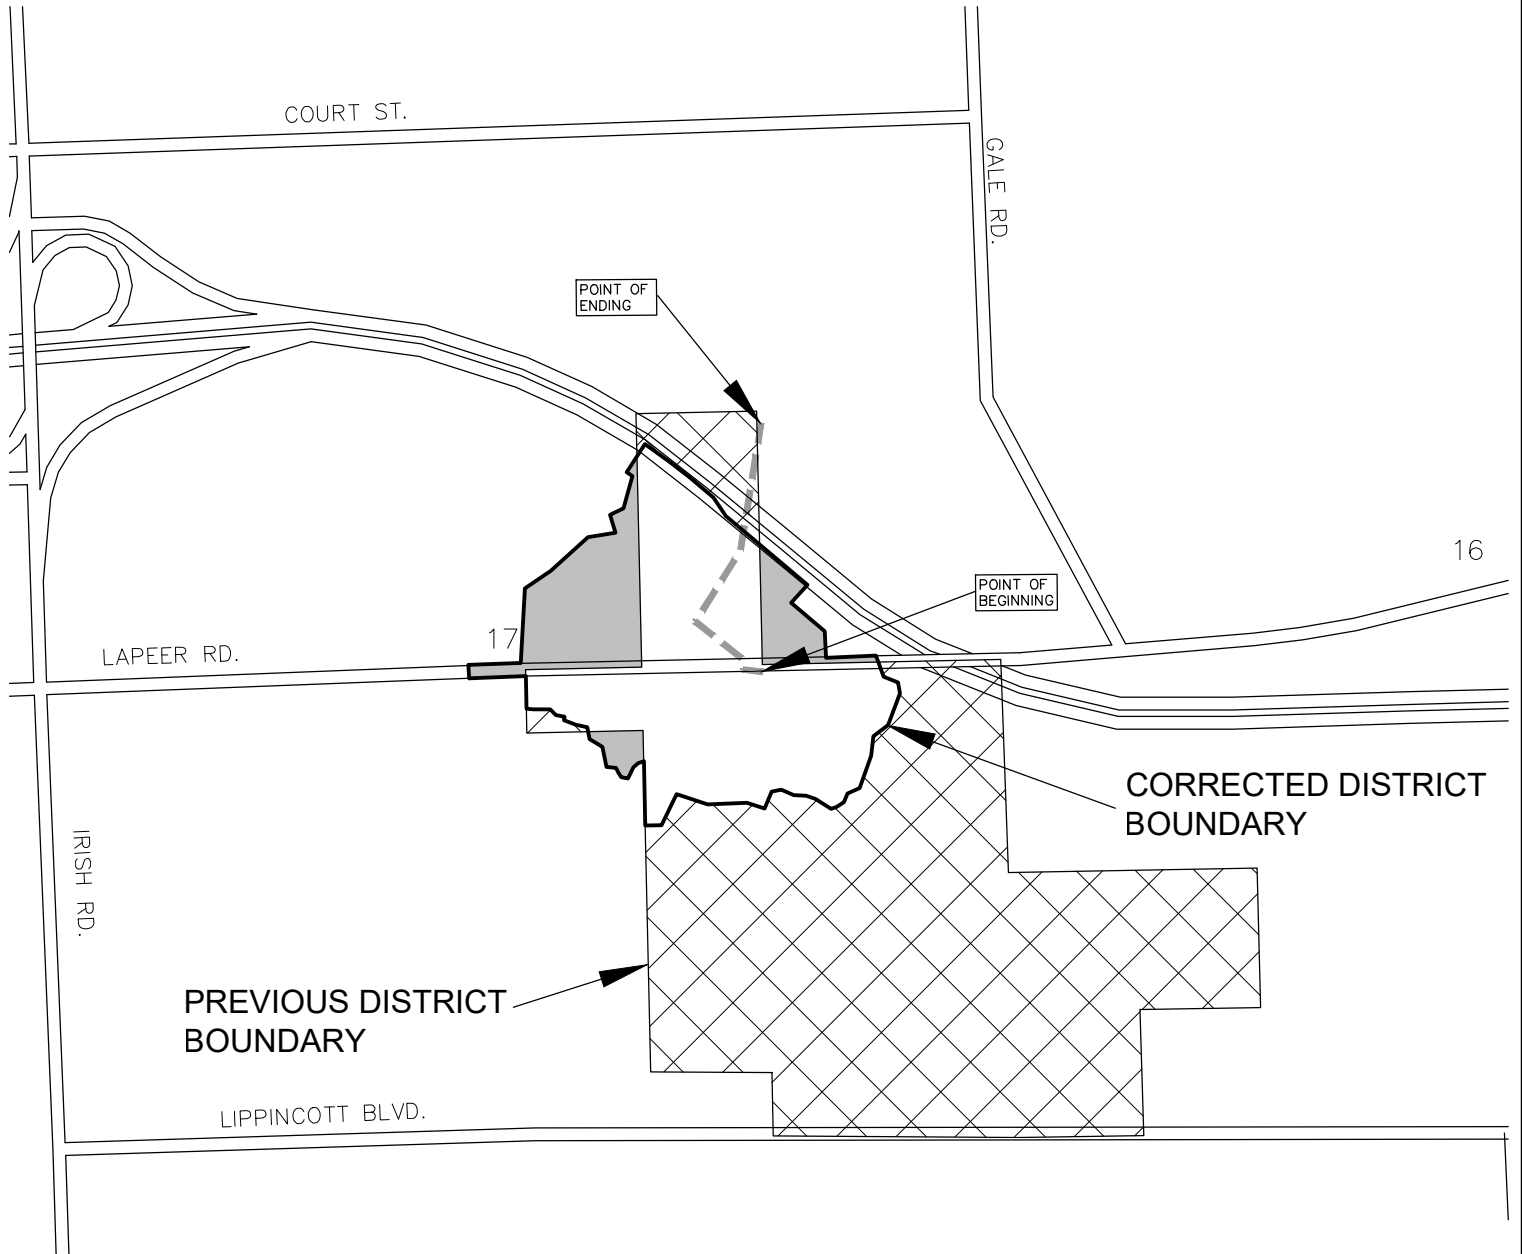 COURT ST.
GALE RD.
POINT OF
ENDING
16
POINT OF
BEGINNING
17
LAPEER RD.
CORRECTED DISTRICT
BOUNDARY
IRISH RD.
PREVIOUS DISTRICT
BOUNDARY
LIPPINCOTT BLVD.